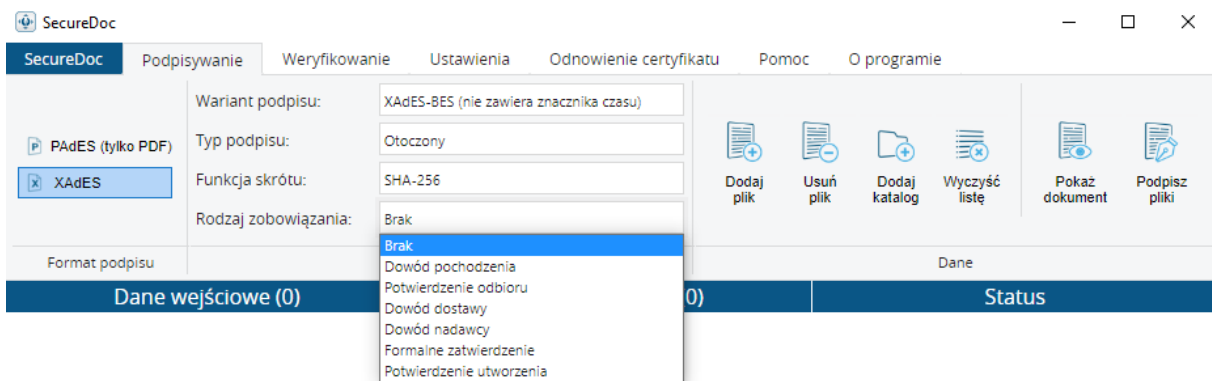 SecureDoc
SecureDoc Podpisywanie Weryfikowanie Ustawienia Odnowienie certyfikatu Pomoc O programie
PAdES (tylko PDF)
XAdES
Format podpisu
Wariant podpisu: XAdES-BES (nie zawiera znacznika czasu)
Typ podpisu: Otoczony
Funkcja skrótu: SHA-256
Rodzaj zobowiązania: Brak
Brak
Dowód pochodzenia
Potwierdzenie odbioru
Dowód dostawy
Dowód nadawcy
Formalne zatwierdzenie
Potwierdzenie utworzenia
Dodaj plik
Usuń plik
Dodaj katalog
Wyczyść listę
Pokaż dokument
Podpisz pliki
Dane
Dane wejściowe (0) 0) Status